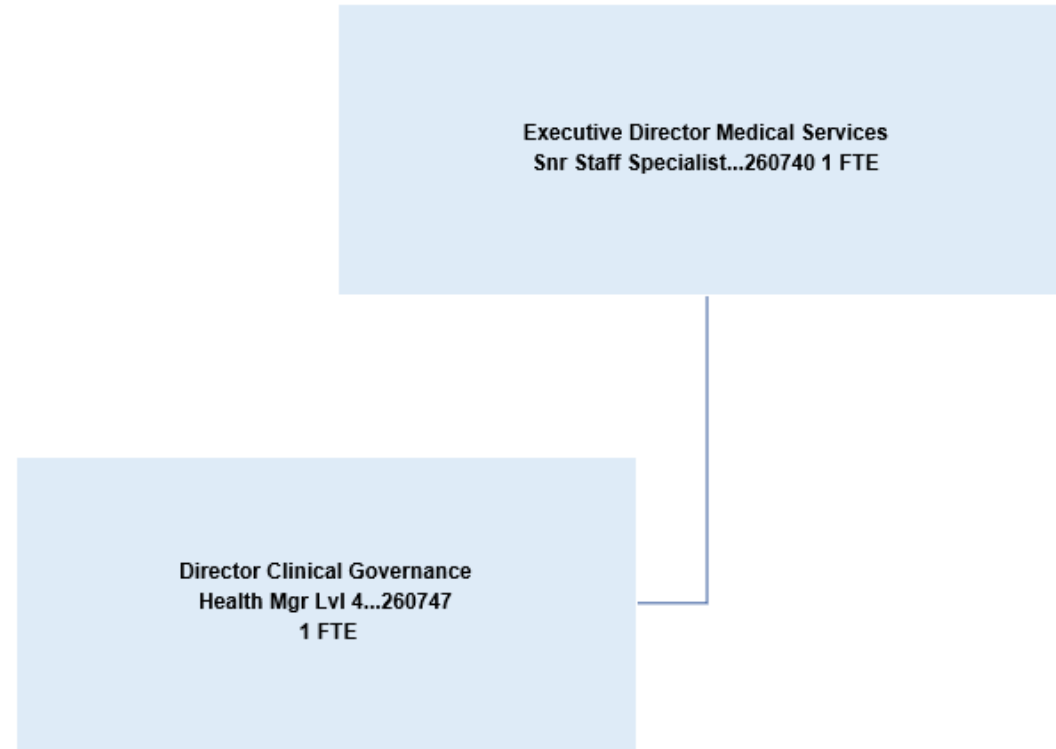 Executive Director Medical Services
Snr Staff Specialist...260740 1 FTE
Director Clinical Governance
Health Mgr Lvl 4...260747
1 FTE